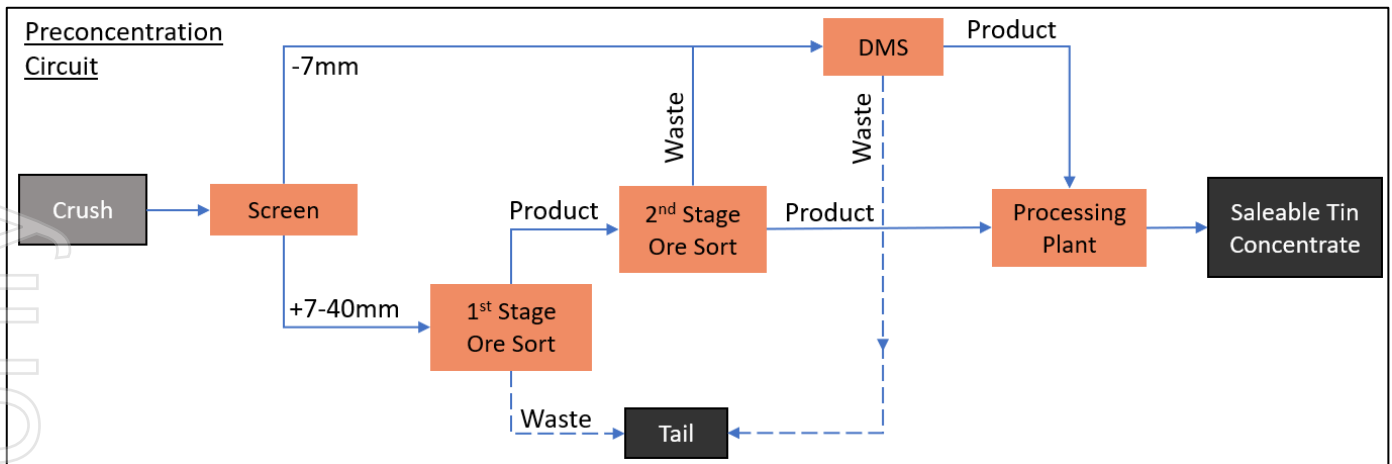 Preconcentration
Circuit
-7mm
DMS
Product
Waste
Waste
Crush
Screen
Product
2nd Stage
Ore Sort
Product
Processing
Plant
Saleable Tin
Concentrate
+7-40mm
1st Stage
Ore Sort
Waste
Tail